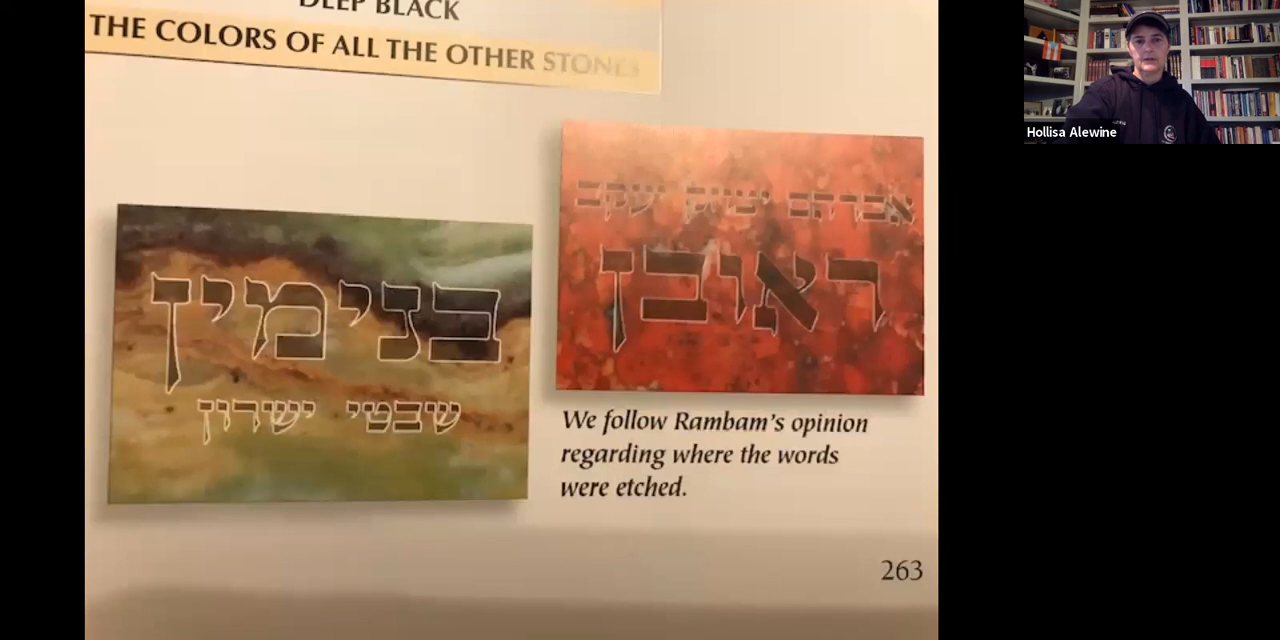 DEEP BLACK
THE COLORS OF ALL THE OTHER STONES
אברהם יצחק יעקב
ראובן
בנימין
שבטי ישרון
We follow Rambam's opinion
regarding where the words
were etched.
263
Hollisa Alewine